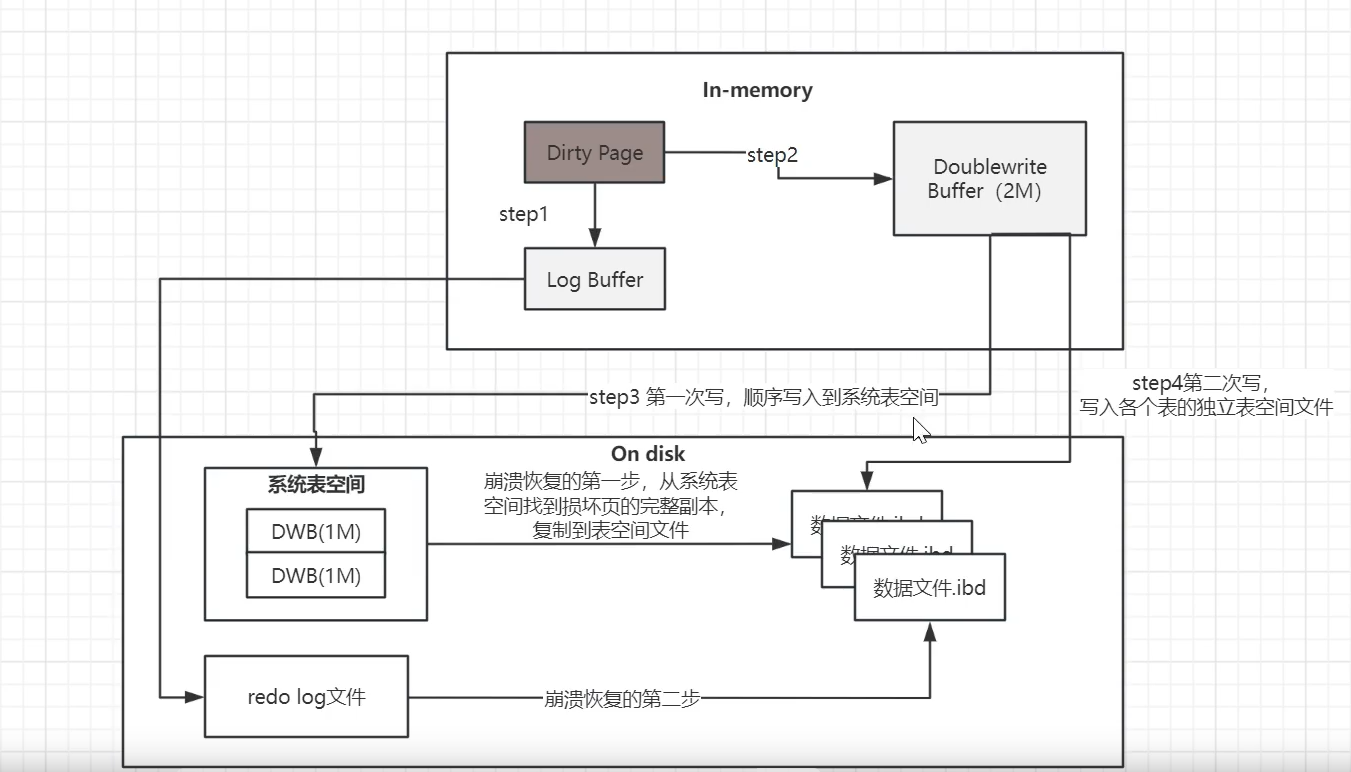 In-memory
Dirty Page
step2
Doublewrite
Buffer（2M）
step1
Log Buffer
step3 第一次写，顺序写入到系统表空间
step4第二次写，
写入各个表的独立表空间文件
On disk
系统表空间
DWB(1M)
DWB(1M)
崩溃恢复的第一步，从系统表
空间找到损坏页的完整副本，
复制到表空间文件
数据文件.ibd
数据文件.ibd
数据文件.ibd
redo log文件
崩溃恢复的第二步